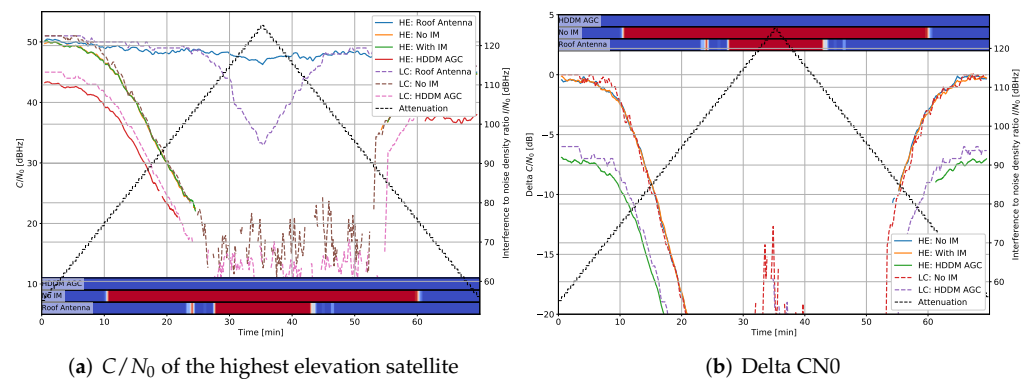 50
40
30
20
10
C/N₀ [dBHz]
HE: Roof Antenna
HE: No IM
HE: With IM
HE: HDDM AGC
LC: Roof Antenna
LC: No IM
LC: HDDM AGC
Attenuation
120
110
100
90
80
70
60
Interference to noise density ratio I/N₀ [dBHz]
HDDM AGC
No IM
Roof Antenna
0 10 20 30 40 50 60
Time [min]
(a) C/N₀ of the highest elevation satellite
5
0
−5
−10
−15
−20
Delta C/N₀ [dB]
HDDM AGC
No IM
Roof Antenna
120
110
100
90
80
70
60
Interference to noise density ratio I/N₀ [dBHz]
HE: No IM
HE: With IM
HE: HDDM AGC
LC: No IM
LC: HDDM AGC
Attenuation
0 10 20 30 40 50 60
Time [min]
(b) Delta CN0